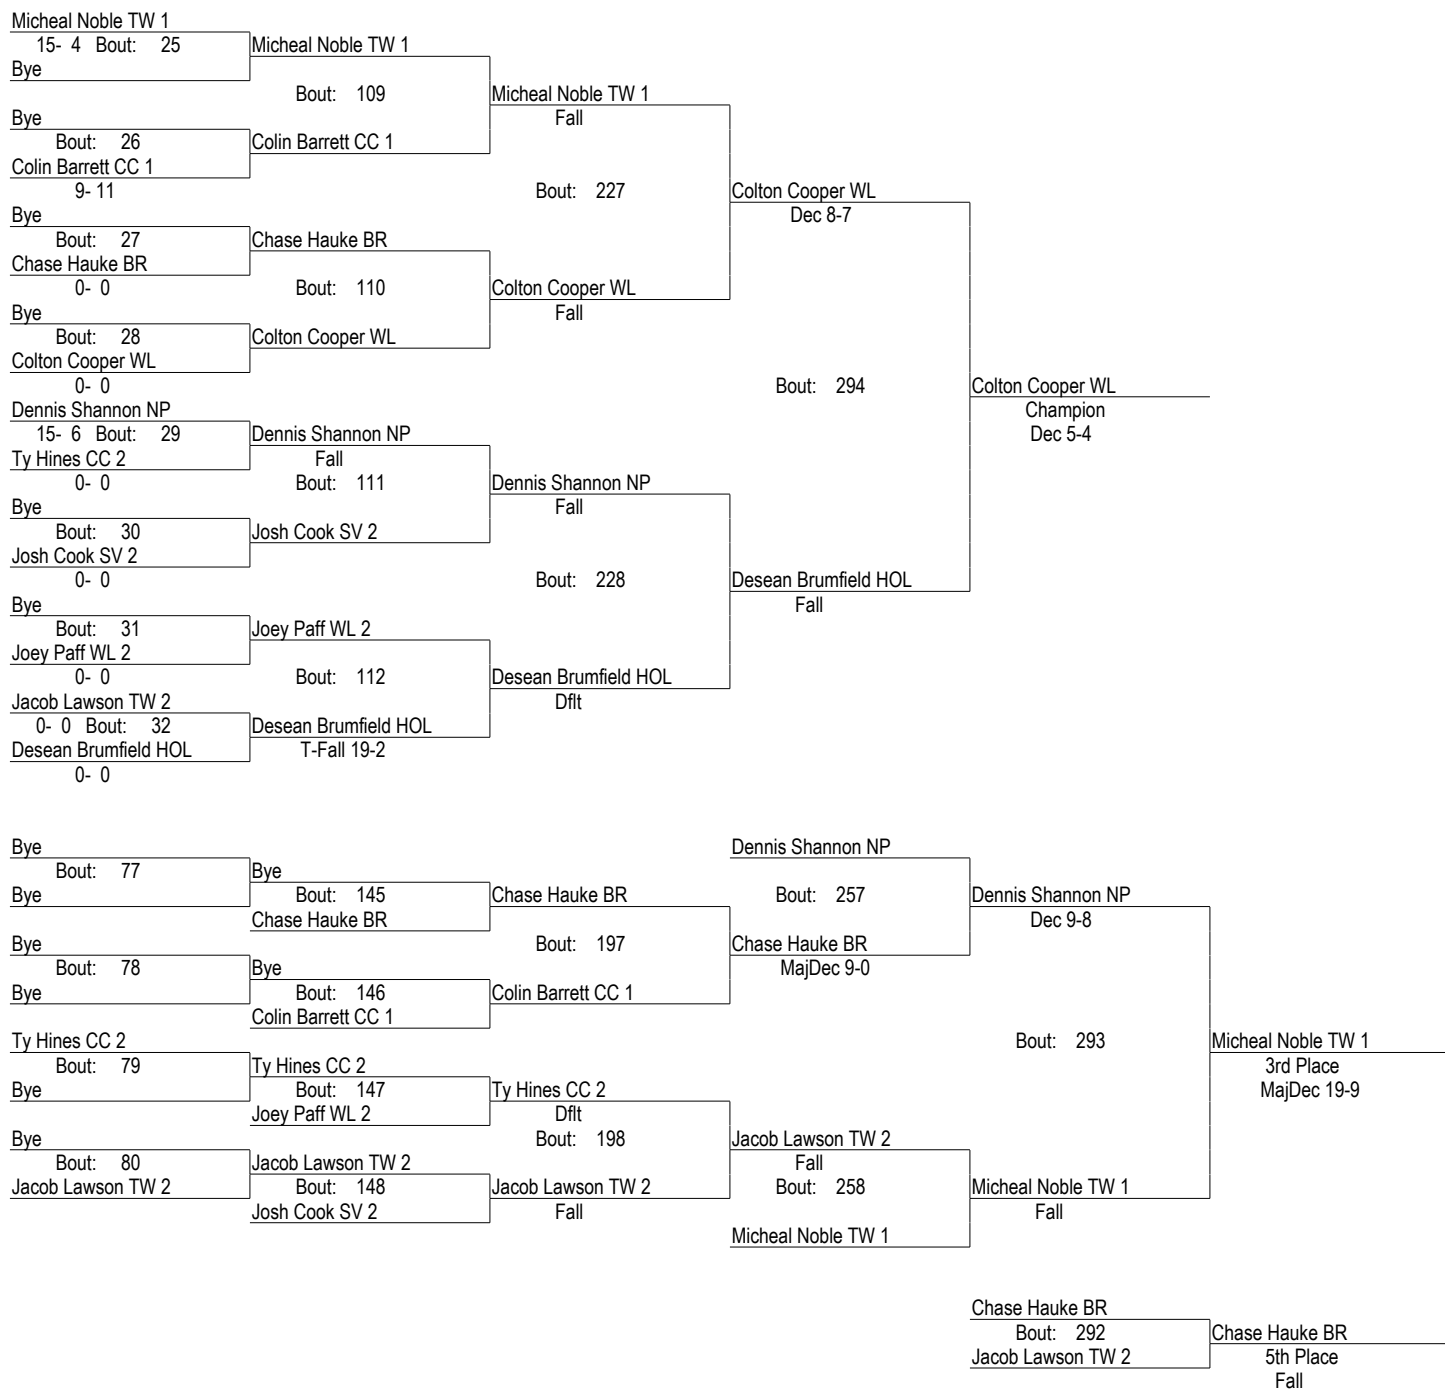 Micheal Noble TW 1
15- 4 Bout: 25 Micheal Noble TW 1
Bye
Bout: 109 Micheal Noble TW 1
Bye Fall
Bout: 26 Colin Barrett CC 1
Colin Barrett CC 1
9- 11 Bout: 227 Colton Cooper WL
Bye Dec 8-7
Bout: 27 Chase Hauke BR
Chase Hauke BR
0- 0 Bout: 110 Colton Cooper WL
Bye Fall
Bout: 28 Colton Cooper WL
Colton Cooper WL
0- 0 Bout: 294 Colton Cooper WL
Dennis Shannon NP Champion
15- 6 Bout: 29 Dennis Shannon NP Dec 5-4
Ty Hines CC 2 Fall
0- 0 Bout: 111 Dennis Shannon NP
Bye Fall
Bout: 30 Josh Cook SV 2
Josh Cook SV 2
0- 0 Bout: 228 Desean Brumfield HOL
Bye Fall
Bout: 31 Joey Paff WL 2
Joey Paff WL 2
0- 0 Bout: 112 Desean Brumfield HOL
Jacob Lawson TW 2 Dflt
0- 0 Bout: 32 Desean Brumfield HOL
Desean Brumfield HOL T-Fall 19-2
0- 0
Bye Dennis Shannon NP
Bout: 77 Bye
Bye Bout: 145 Chase Hauke BR Bout: 257 Dennis Shannon NP
Chase Hauke BR Dec 9-8
Bye Bout: 197 Chase Hauke BR
Bout: 78 Bye MajDec 9-0
Bye Bout: 146 Colin Barrett CC 1
Colin Barrett CC 1
Ty Hines CC 2 Bout: 293 Micheal Noble TW 1
Bout: 79 Ty Hines CC 2 3rd Place
Bye Bout: 147 Ty Hines CC 2 MajDec 19-9
Joey Paff WL 2 Dflt
Bye Bout: 198 Jacob Lawson TW 2
Bout: 80 Jacob Lawson TW 2 Fall
Jacob Lawson TW 2 Bout: 148 Jacob Lawson TW 2 Bout: 258 Micheal Noble TW 1
Josh Cook SV 2 Fall Fall
Micheal Noble TW 1
Chase Hauke BR
Bout: 292 Chase Hauke BR
Jacob Lawson TW 2 5th Place
Fall